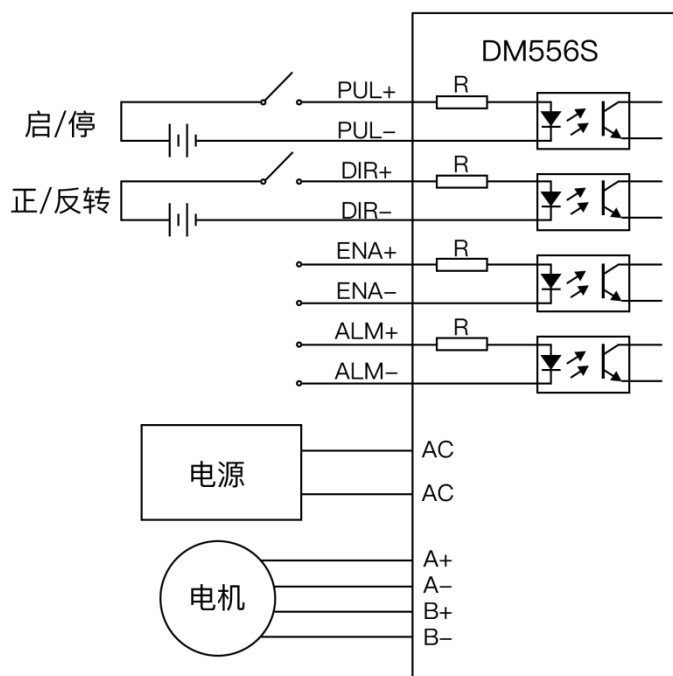 DM556S
启/停
PUL+
R
PUL-
正/反转
DIR+
R
DIR-
ENA+
R
ENA-
ALM+
R
ALM-
电源
AC
AC
电机
A+
A-
B+
B-